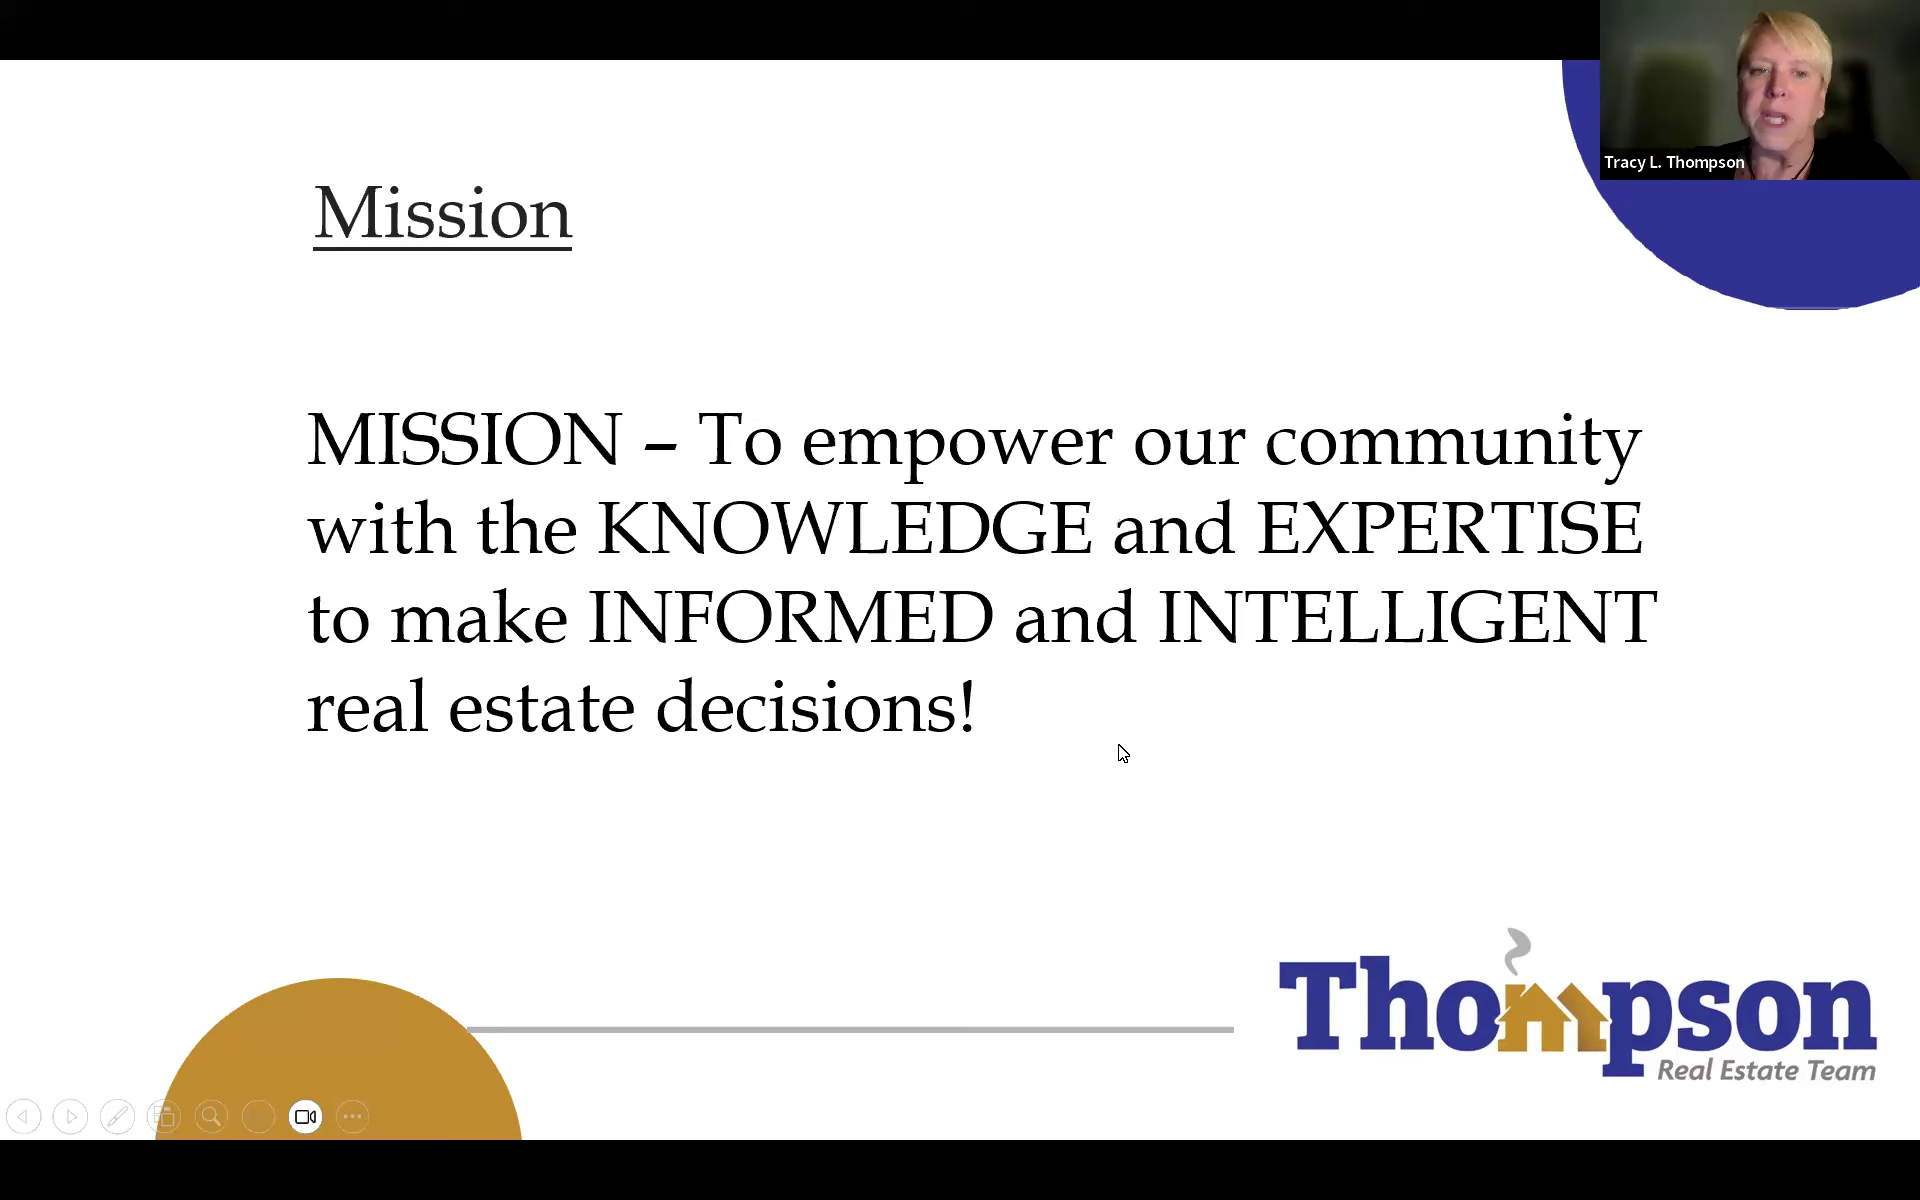 Tracy L. Thompson
Mission
MISSION – To empower our community
with the KNOWLEDGE and EXPERTISE
to make INFORMED and INTELLIGENT
real estate decisions!
Thompson
Real Estate Team